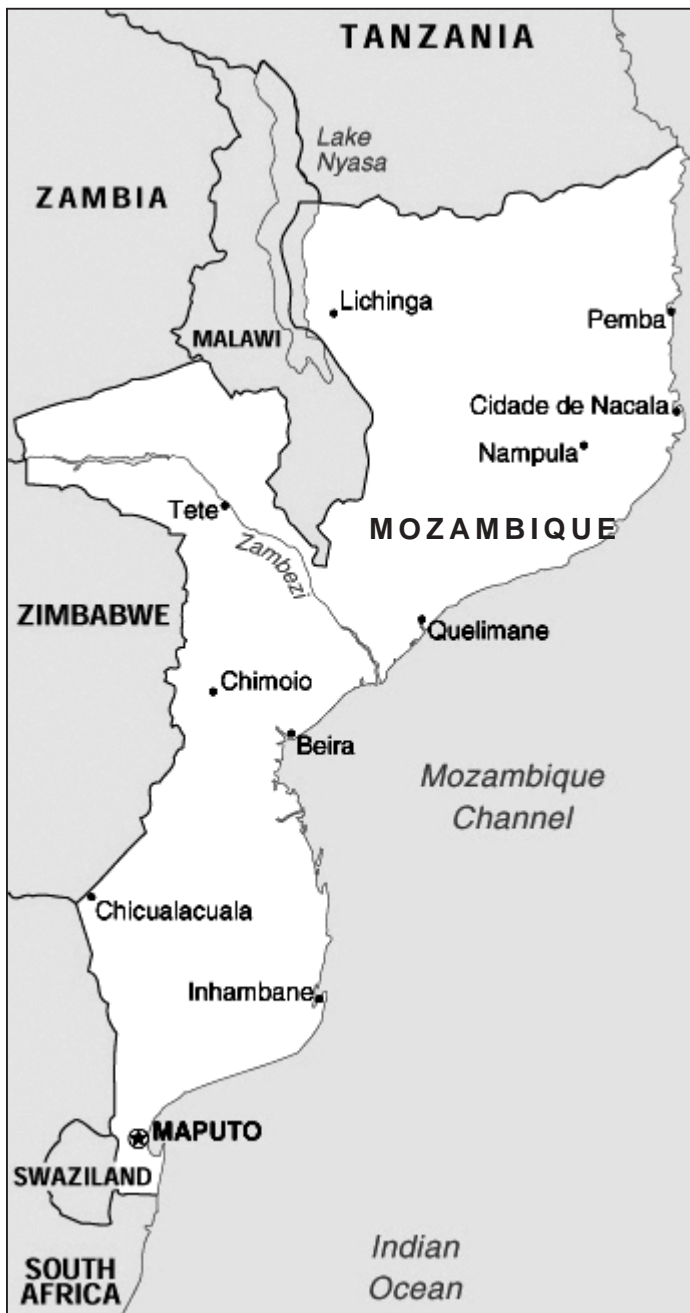 TANZANIA
Lake
Nyasa
ZAMBIA
Lichinga
Pemba
MALAWI
Cidade de Nacala
Nampula
Tete
MOZAMBIQUE
Zambezi
ZIMBABWE
Quelimane
Chimoio
Beira
Mozambique
Channel
Chicualacuala
Inhambane
MAPUTO
SWAZILAND
Indian
Ocean
SOUTH
AFRICA